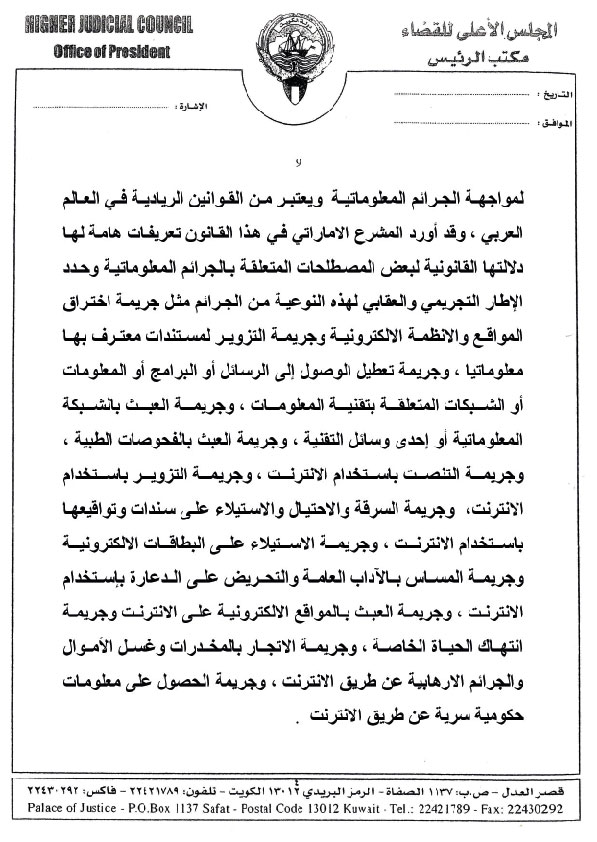 HIGHER JUDICIAL COUNCIL
المجلس الأعلى للقضاء
Office of President
مكتب الرئيس
التاريخ :
الإشارة :
الموافق :
لمواجهة الجرائم المعلوماتية ويعتبر من القوانين الريادية في العالم
العربي ، وقد أورد المشرع الاماراتي في هذا القانون تعريفات هامة لها
دلالتها القانونية لبعض المصطلحات المتعلقة بالجرائم المعلوماتية وحدد
الإطار التجريمي والعقابي لهذه النوعية من الجرائم مثل جريمة اختراق
المواقع والانظمة الالكترونية وجريمة التزوير لمستندات معترف بها
معلوماتيا ، وجريمة تعطيل الوصول إلى الرسائل أو البرامج أو المعلومات
أو الشبكات المتعلقة بتقنية المعلومات ، وجريمة العبث بالشبكة
المعلوماتية أو إحدى وسائل التقنية ، وجريمة العبث بالفحوصات الطبية ،
وجريمة التنصت باستخدام الانترنت ، وجريمة التزوير باستخدام
الانترنت، وجريمة السرقة والاحتيال والاستيلاء على سندات وتواقيعها
باستخدام الانترنت ، وجريمة الاستيلاء على البطاقات الالكترونية
وجريمة المساس بالآداب العامة والتحريض على الدعارة بإستخدام
الانترنت ، وجريمة العبث بالمواقع الالكترونية على الانترنت وجريمة
انتهاك الحياة الخاصة ، وجريمة الاتجار بالمخدرات وغسل الأموال
والجرائم الارهابية عن طريق الانترنت ، وجريمة الحصول على معلومات
حكومية سرية عن طريق الانترنت .
قصر العدل - ص.ب: ١١٣٧ الصفاة - الرمز البريدي ١٣٠١٢ الكويت - تلفون: ٢٢٤٢١٧٨٩ - فاكس: ٢٢٤٣٠٢٩٢
Palace of Justice - P.O.Box 1137 Safat - Postal Code 13012 Kuwait - Tel.: 22421789 - Fax: 22430292